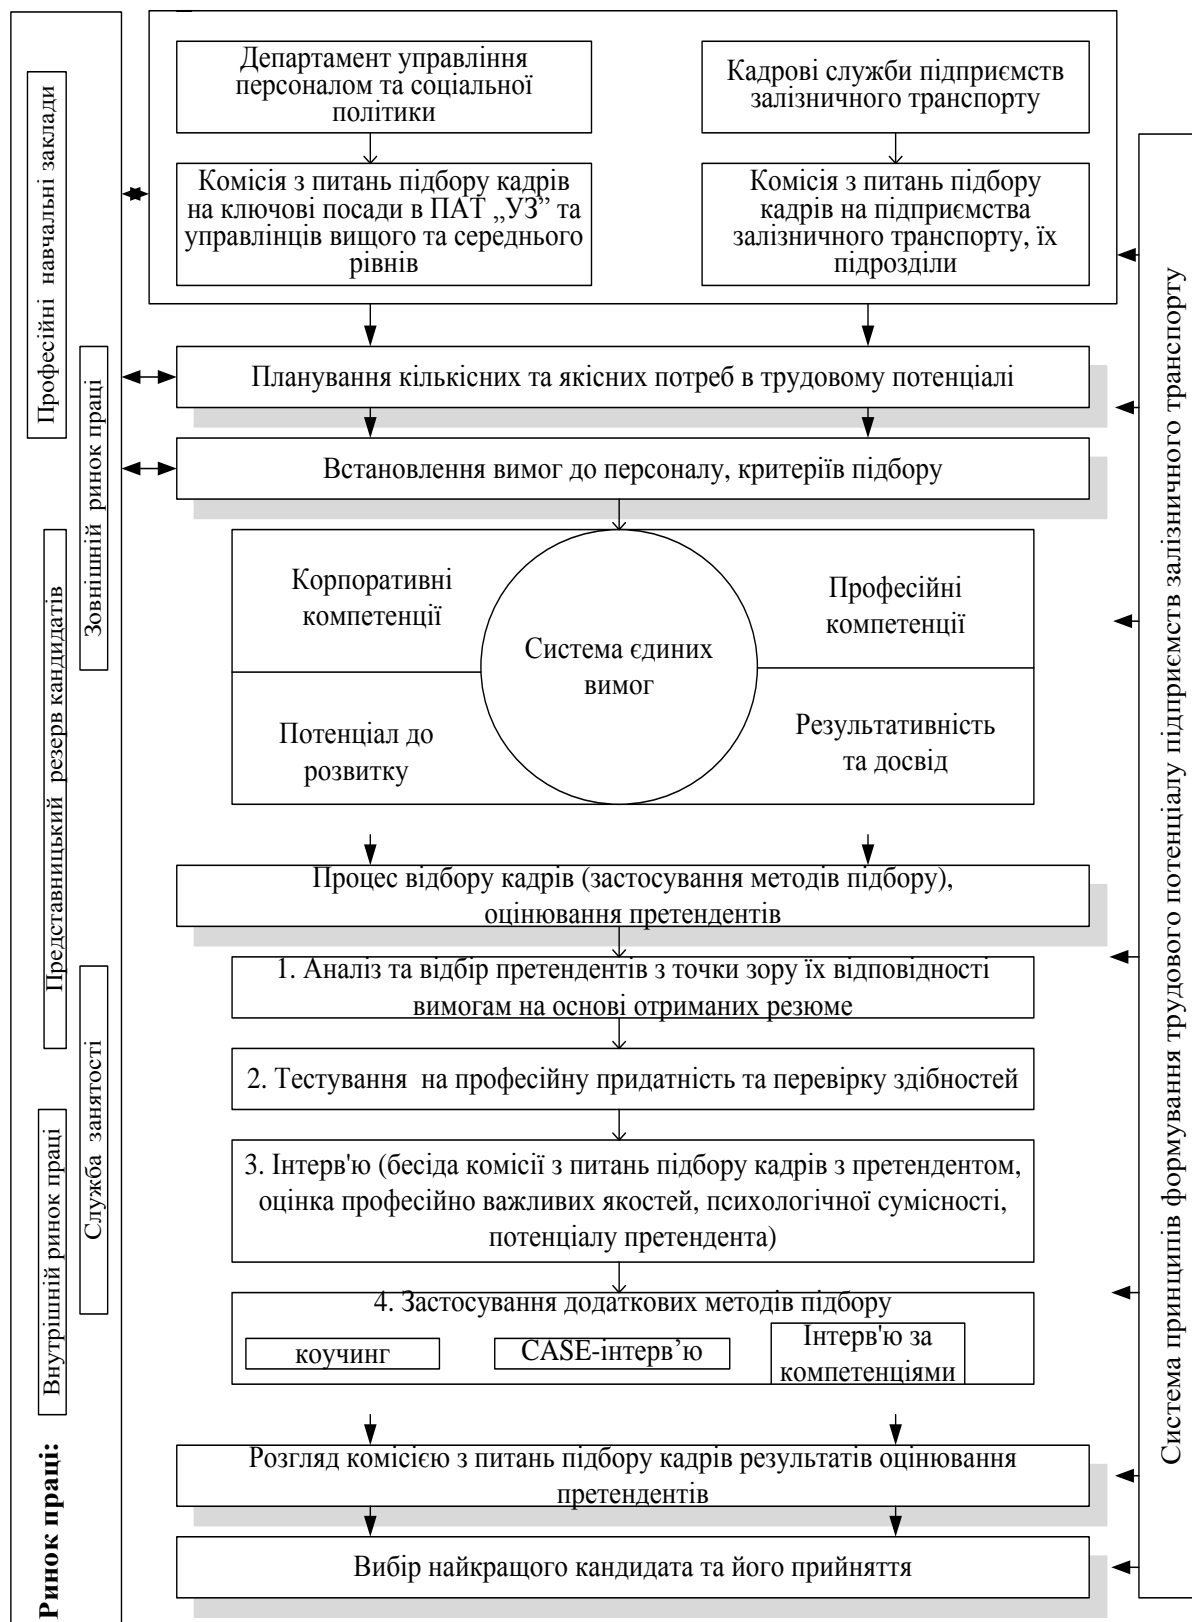 Департамент управління
персоналом та соціальної
політики
Кадрові служби підприємств
залізничного транспорту
Комісія з питань підбору кадрів
на ключові посади в ПАТ „УЗ” та
управлінців вищого та середнього
рівнів
Комісія з питань підбору
кадрів на підприємства
залізничного транспорту, їх
підрозділи
Планування кількісних та якісних потреб в трудовому потенціалі
Встановлення вимог до персоналу, критеріїв підбору
Корпоративні
компетенції
Професійні
компетенції
Система єдиних
вимог
Потенціал до
розвитку
Результативність
та досвід
Процес відбору кадрів (застосування методів підбору),
оцінювання претендентів
1. Аналіз та відбір претендентів з точки зору їх відповідності
вимогам на основі отриманих резюме
2. Тестування на професійну придатність та перевірку здібностей
3. Інтерв'ю (бесіда комісії з питань підбору кадрів з претендентом,
оцінка професійно важливих якостей, психологічної сумісності,
потенціалу претендента)
4. Застосування додаткових методів підбору
коучинг
CASE-інтерв’ю
Інтерв'ю за
компетенціями
Розгляд комісією з питань підбору кадрів результатів оцінювання
претендентів
Вибір найкращого кандидата та його прийняття
Ринок праці:
Професійні навчальні заклади
Зовнішній ринок праці
Представницький резерв кандидатів
Служба занятості
Внутрішній ринок праці
Система принципів формування трудового потенціалу підприємств залізничного транспорту